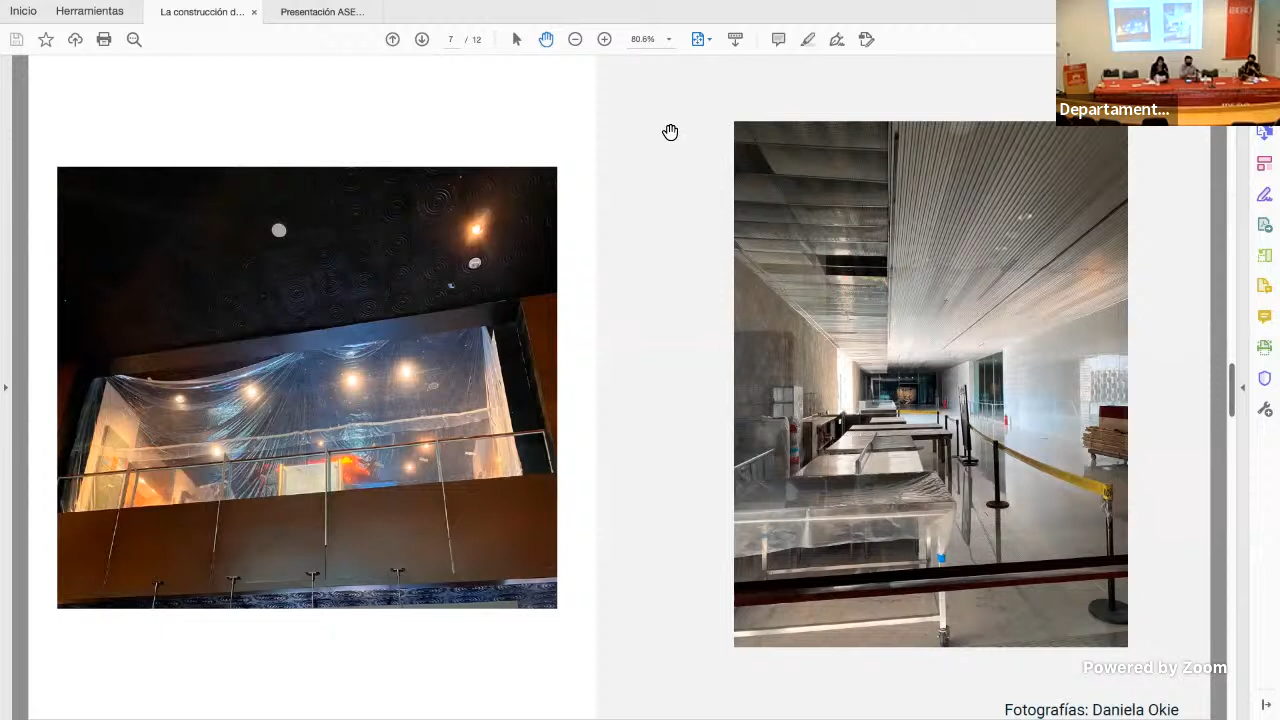 Inicio Herramientas La construcción d... × Presentación ASE...
7 / 12 80.6%
Departament...
Powered by Zoom
Fotografías: Daniela Okie